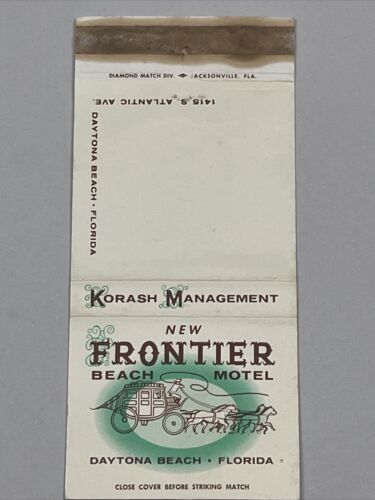 DIAMOND MATCH DIV. JACKSONVILLE, FLA.
1415 S. ATLANTIC AVE.
DAYTONA BEACH • FLORIDA
KORASH MANAGEMENT
NEW
FRONTIER
BEACH MOTEL
DAYTONA BEACH • FLORIDA
CLOSE COVER BEFORE STRIKING MATCH